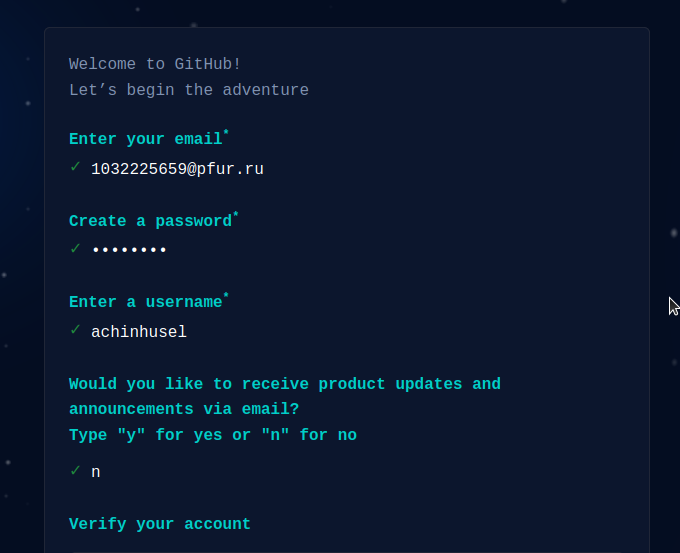 Welcome to GitHub!
Let’s begin the adventure
Enter your email*
✓ 1032225659@pfur.ru
Create a password*
✓ ••••••••
Enter a username*
✓ achinhusel
Would you like to receive product updates and
announcements via email?
Type "y" for yes or "n" for no
✓ n
Verify your account